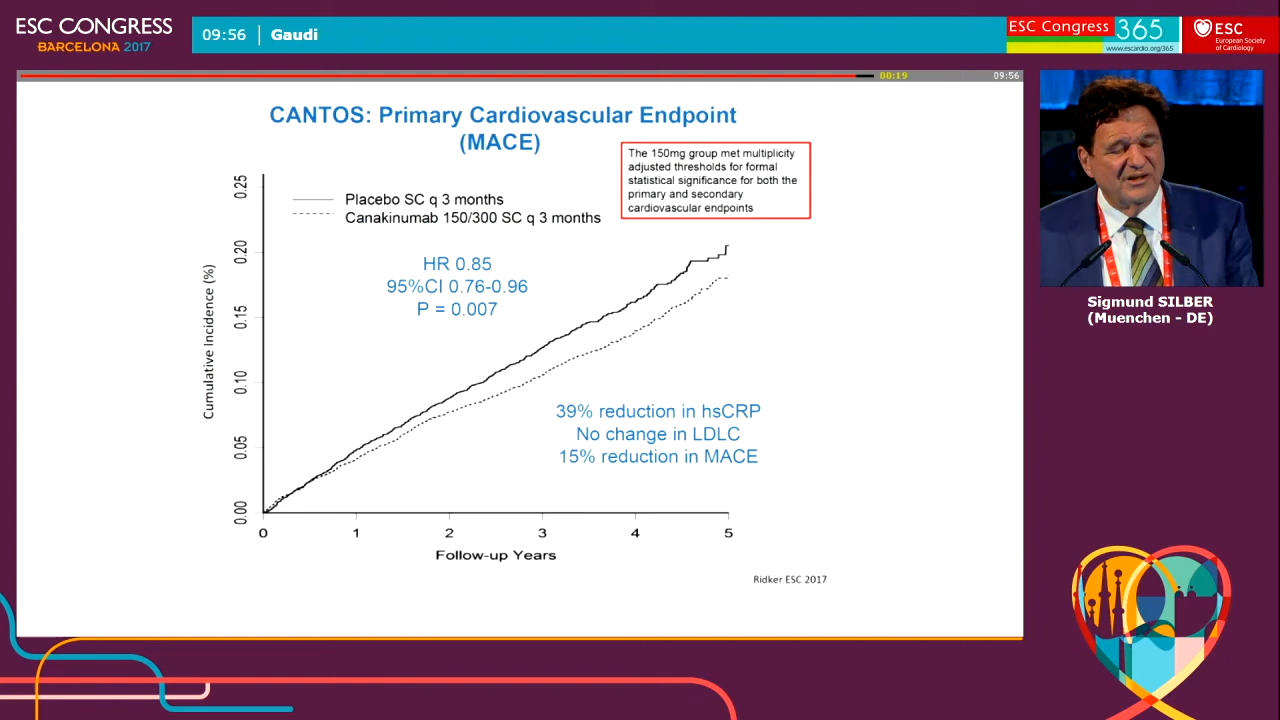 ESC CONGRESS
BARCELONA 2017
09:56
Gaudi
ESC Congress
365
www.escardio.org/365
ESC
European Society
of Cardiology
00:19
09:56
CANTOS: Primary Cardiovascular Endpoint
(MACE)
The 150mg group met multiplicity
adjusted thresholds for formal
statistical significance for both the
primary and secondary
cardiovascular endpoints
Placebo SC q 3 months
Canakinumab 150/300 SC q 3 months
HR 0.85
95%CI 0.76-0.96
P = 0.007
39% reduction in hsCRP
No change in LDLC
15% reduction in MACE
Cumulative Incidence (%)
0.25
0.20
0.15
0.10
0.05
0.00
0
1
2
3
4
5
Follow-up Years
Ridker ESC 2017
Sigmund SILBER
(Muenchen - DE)